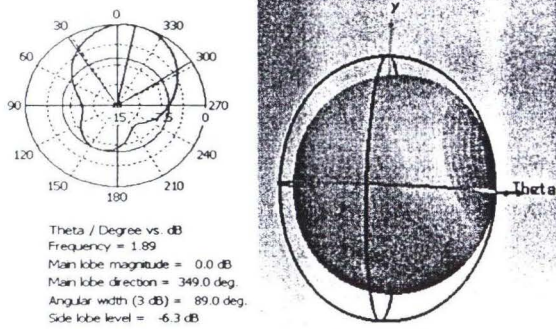 0
30
330
60
300
90
-15
-7.5
0
270
120
240
150
210
180
Theta / Degree vs. dB
Frequency = 1.89
Main lobe magnitude = 0.0 dB
Main lobe direction = 349.0 deg.
Angular width (3 dB) = 89.0 deg.
Side lobe level = -6.3 dB
y
Theta